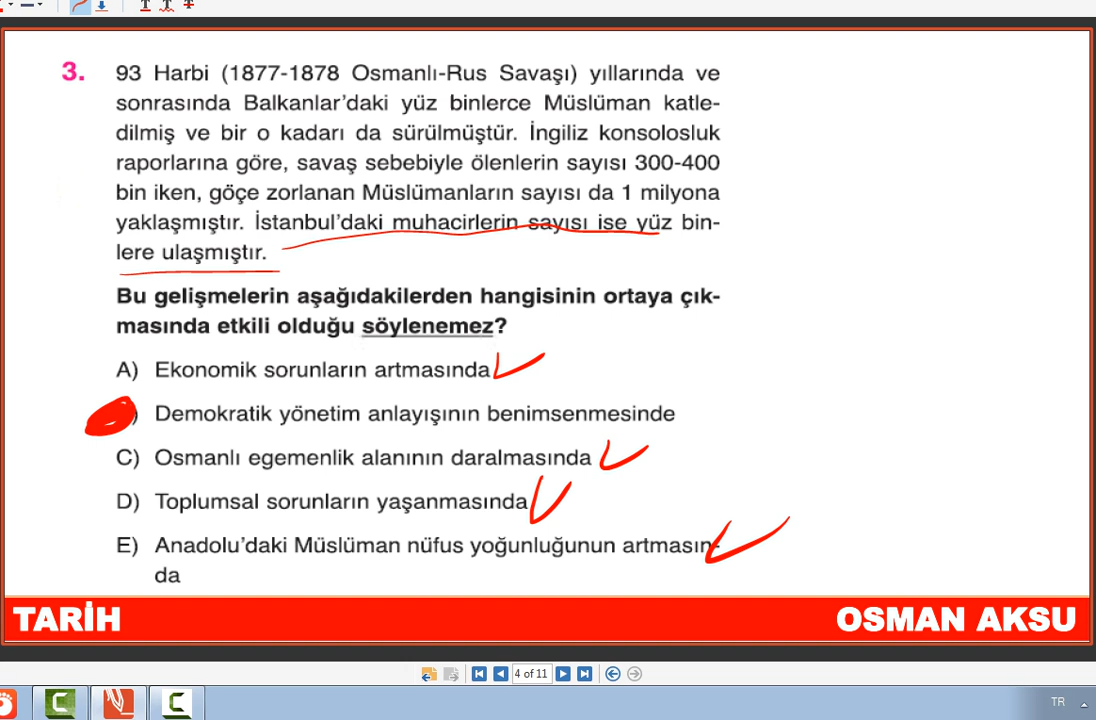 3. 93 Harbi (1877-1878 Osmanlı-Rus Savaşı) yıllarında ve
sonrasında Balkanlar’daki yüz binlerce Müslüman katle-
dilmiş ve bir o kadarı da sürülmüştür. İngiliz konsolosluk
raporlarına göre, savaş sebebiyle ölenlerin sayısı 300-400
bin iken, göçe zorlanan Müslümanların sayısı da 1 milyona
yaklaşmıştır. İstanbul’daki muhacirlerin sayısı ise yüz bin-
lere ulaşmıştır.
Bu gelişmelerin aşağıdakilerden hangisinin ortaya çık-
masında etkili olduğu söylenemez?
A) Ekonomik sorunların artmasında
) Demokratik yönetim anlayışının benimsenmesinde
C) Osmanlı egemenlik alanının daralmasında
D) Toplumsal sorunların yaşanmasında
E) Anadolu’daki Müslüman nüfus yoğunluğunun artmasın-
da
TARİH
OSMAN AKSU
4 of 11
TR